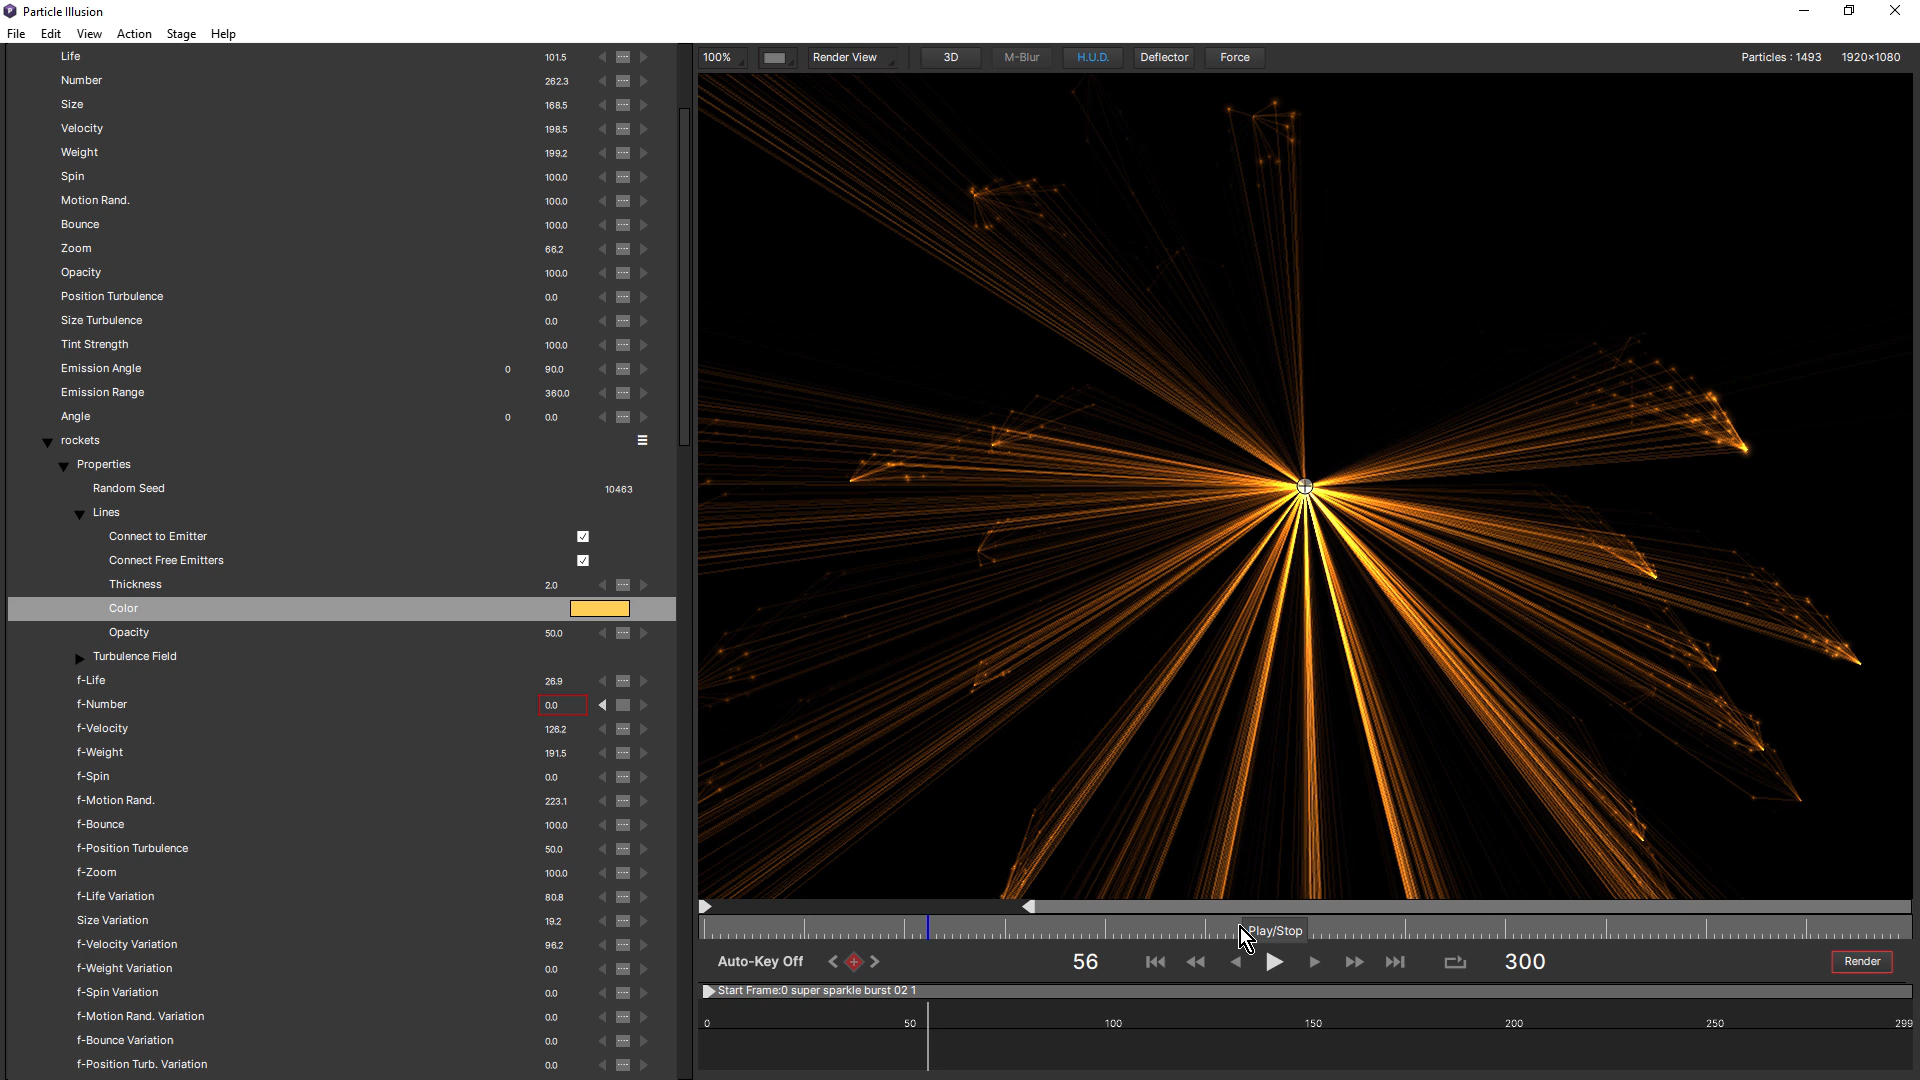 Particle Illusion
File Edit View Action Stage Help
Life 101.5
Number 262.3
Size 168.5
Velocity 198.5
Weight 199.2
Spin 100.0
Motion Rand. 100.0
Bounce 100.0
Zoom 66.2
Opacity 100.0
Position Turbulence 0.0
Size Turbulence 0.0
Tint Strength 100.0
Emission Angle 0 90.0
Emission Range 360.0
Angle 0 0.0
rockets
Properties
Random Seed 10463
Lines
Connect to Emitter
Connect Free Emitters
Thickness 2.0
Color
Opacity 50.0
Turbulence Field
f-Life 26.9
f-Number 0.0
f-Velocity 126.2
f-Weight 191.5
f-Spin 0.0
f-Motion Rand. 223.1
f-Bounce 100.0
f-Position Turbulence 50.0
f-Zoom 100.0
f-Life Variation 80.8
Size Variation 19.2
f-Velocity Variation 96.2
f-Weight Variation 0.0
f-Spin Variation 0.0
f-Motion Rand. Variation 0.0
f-Bounce Variation 0.0
f-Position Turb. Variation 0.0
100% Render View 3D M-Blur H.U.D. Deflector Force Particles : 1493 1920×1080
Play/Stop
Auto-Key Off 56 300 Render
Start Frame:0 super sparkle burst 02 1
0 50 100 150 200 250 299